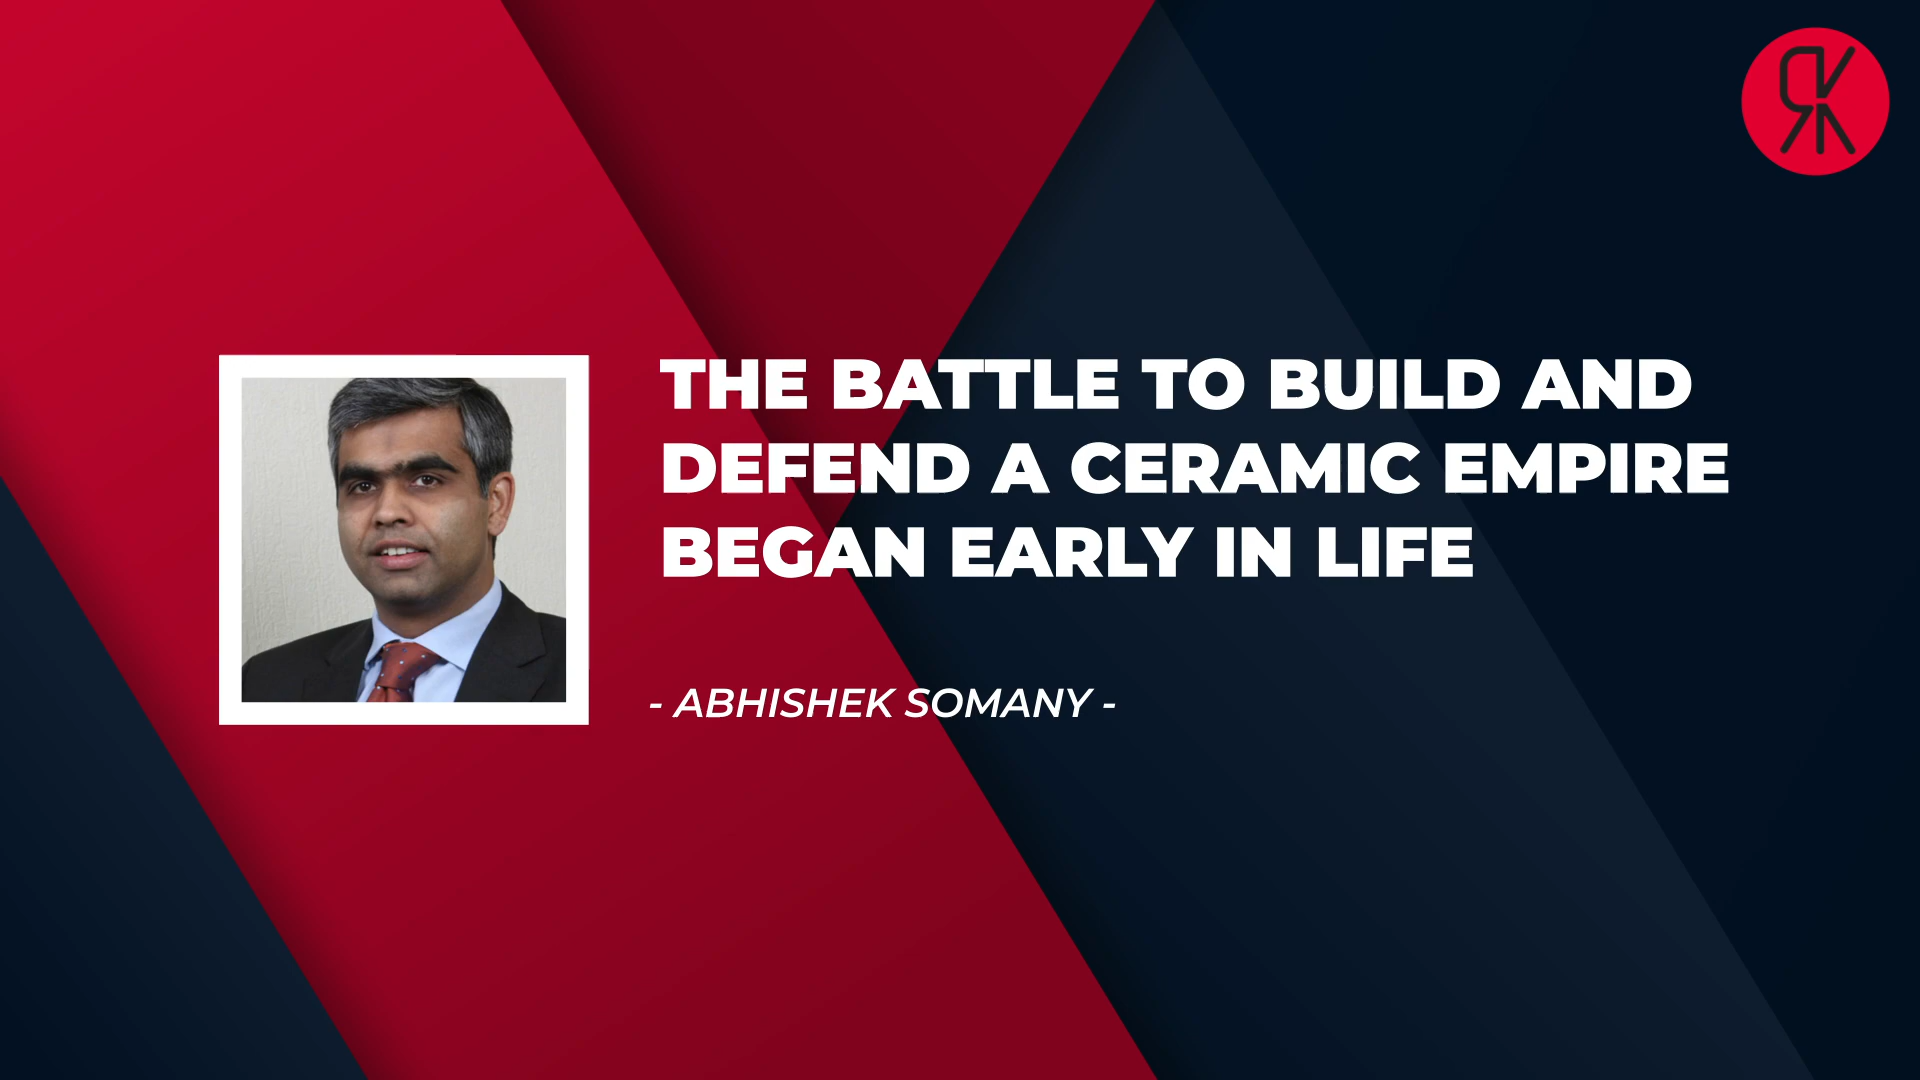 THE BATTLE TO BUILD AND
DEFEND A CERAMIC EMPIRE
BEGAN EARLY IN LIFE
- ABHISHEK SOMANY -